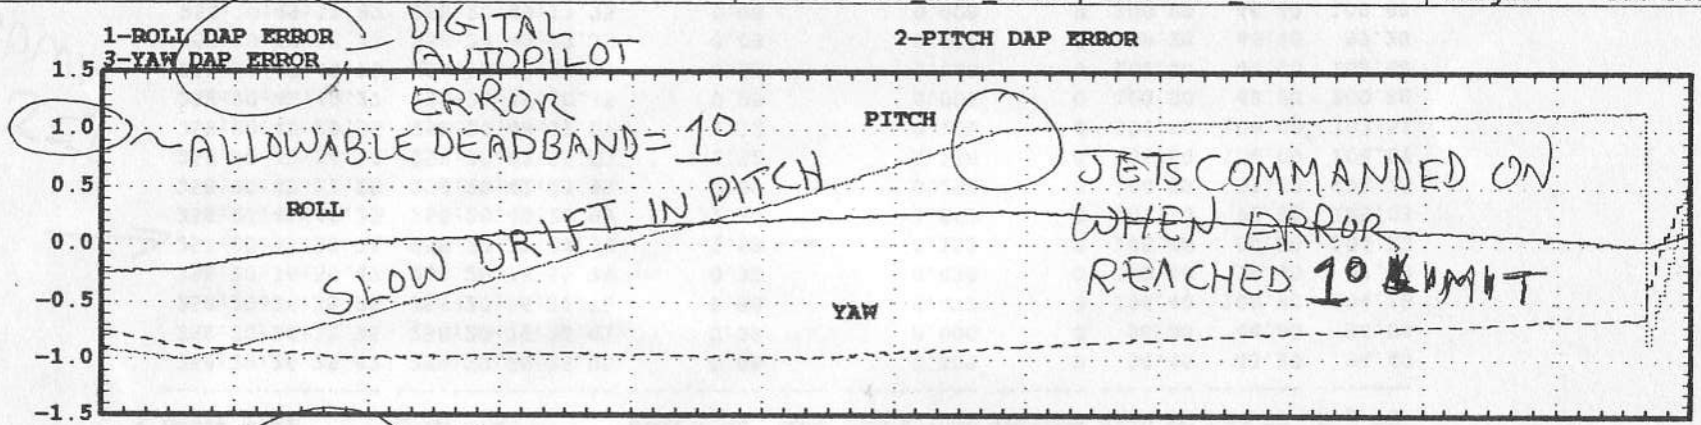 1-ROLL DAP ERROR
3-YAW DAP ERROR
DIGITAL
AUTOPILOT
ERROR
2-PITCH DAP ERROR
ALLOWABLE DEADBAND = 1°
PITCH
JETS COMMANDED ON
WHEN ERROR
REACHED 1° LIMIT
SLOW DRIFT IN PITCH
ROLL
YAW
1.5
1.0
0.5
0.0
-0.5
-1.0
-1.5